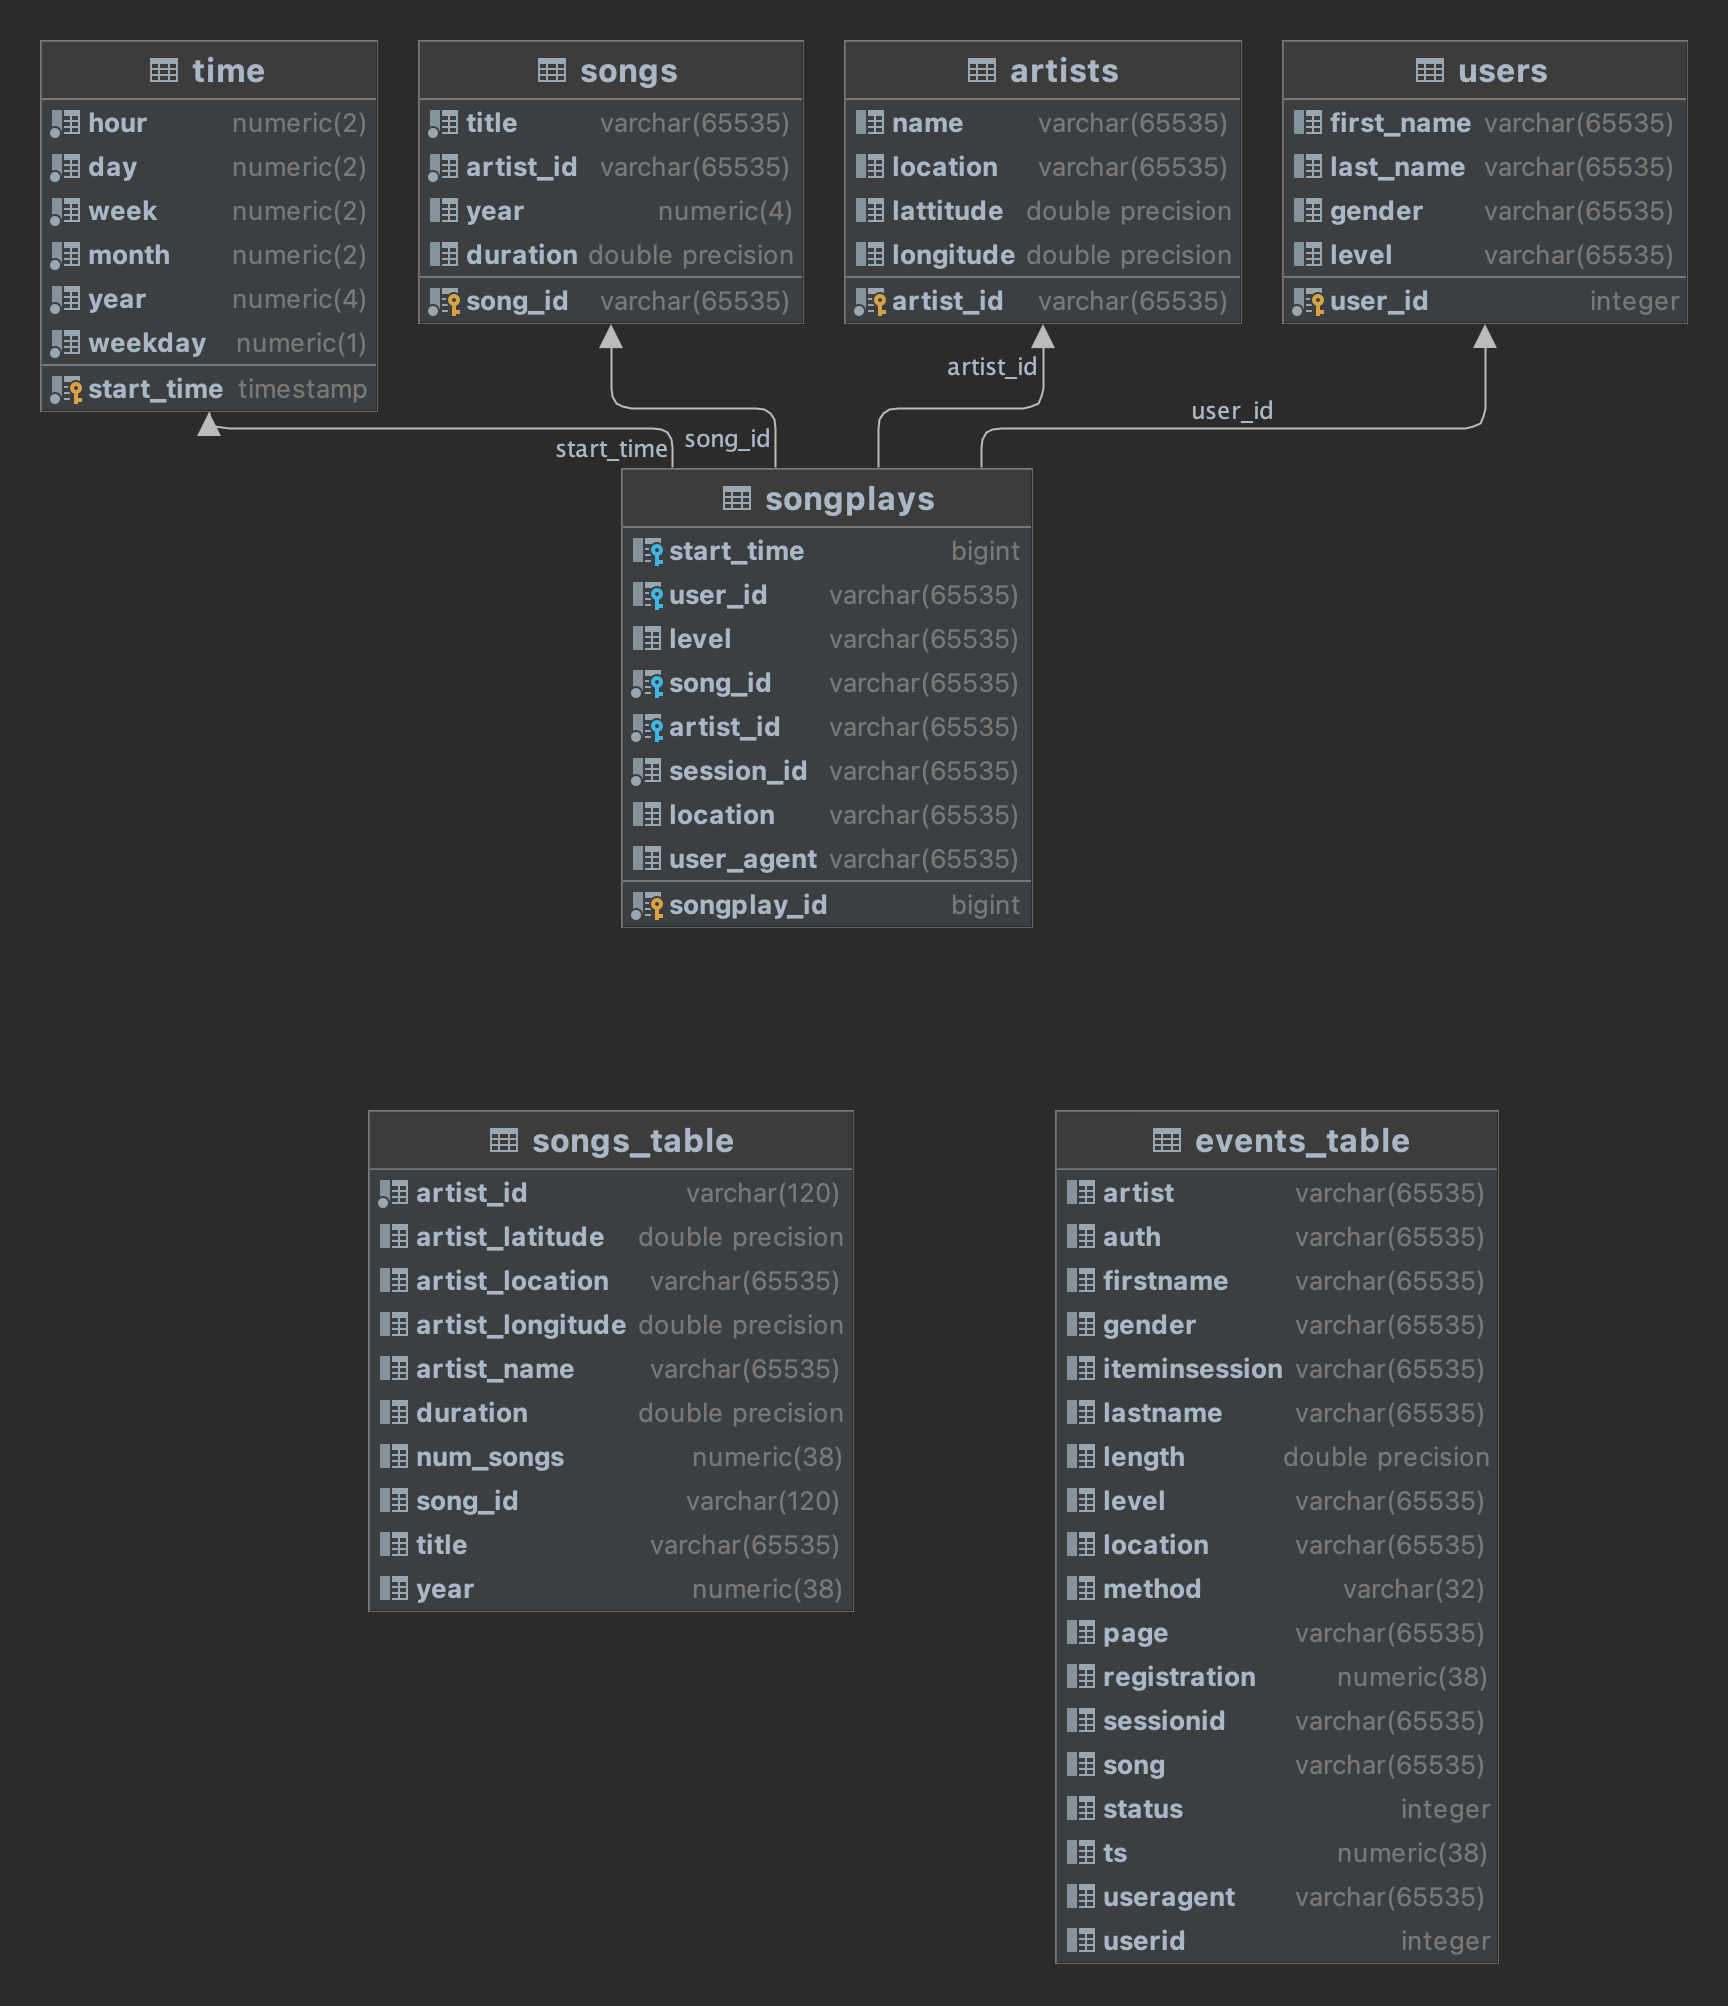 time
hour numeric(2)
day numeric(2)
week numeric(2)
month numeric(2)
year numeric(4)
weekday numeric(1)
start_time timestamp
songs
title varchar(65535)
artist_id varchar(65535)
year numeric(4)
duration double precision
song_id varchar(65535)
artists
name varchar(65535)
location varchar(65535)
lattitude double precision
longitude double precision
artist_id varchar(65535)
users
first_name varchar(65535)
last_name varchar(65535)
gender varchar(65535)
level varchar(65535)
user_id integer
start_time
song_id
artist_id
user_id
songplays
start_time bigint
user_id varchar(65535)
level varchar(65535)
song_id varchar(65535)
artist_id varchar(65535)
session_id varchar(65535)
location varchar(65535)
user_agent varchar(65535)
songplay_id bigint
songs_table
artist_id varchar(120)
artist_latitude double precision
artist_location varchar(65535)
artist_longitude double precision
artist_name varchar(65535)
duration double precision
num_songs numeric(38)
song_id varchar(120)
title varchar(65535)
year numeric(38)
events_table
artist varchar(65535)
auth varchar(65535)
firstname varchar(65535)
gender varchar(65535)
iteminsession varchar(65535)
lastname varchar(65535)
length double precision
level varchar(65535)
location varchar(65535)
method varchar(32)
page varchar(65535)
registration numeric(38)
sessionid varchar(65535)
song varchar(65535)
status integer
ts numeric(38)
useragent varchar(65535)
userid integer